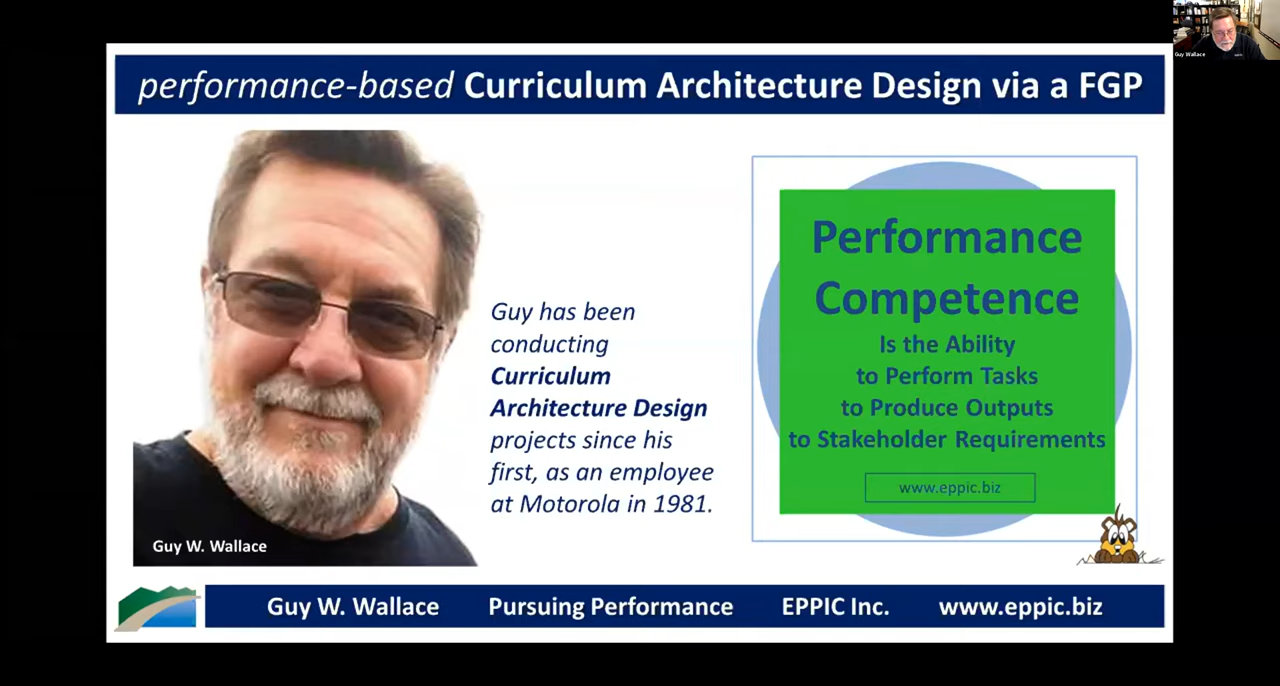 performance-based Curriculum Architecture Design via a FGP
Guy Wallace
Guy has been
conducting
Curriculum
Architecture Design
projects since his
first, as an employee
at Motorola in 1981.
Guy W. Wallace
Performance
Competence
Is the Ability
to Perform Tasks
to Produce Outputs
to Stakeholder Requirements
www.eppic.biz
Guy W. Wallace Pursuing Performance EPPIC Inc. www.eppic.biz